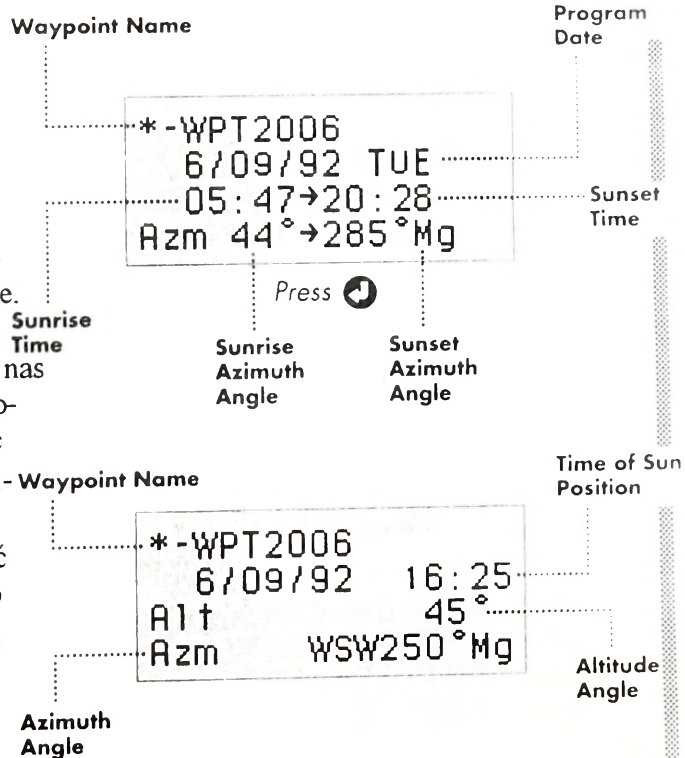 Waypoint Name
Program
Date
*-WPT2006
6/09/92 TUE
05:47→20:28
Azm 44°→285°Mg
Sunset
Time
Press
e.
Sunrise
Time
nas
Sunrise
Azimuth
Angle
Sunset
Azimuth
Angle
-
Waypoint Name
Time of Sun
Position
*-WPT2006
6/09/92 16:25
Alt 45°
Azm WSW250°Mg
ć
Altitude
Angle
Azimuth
Angle